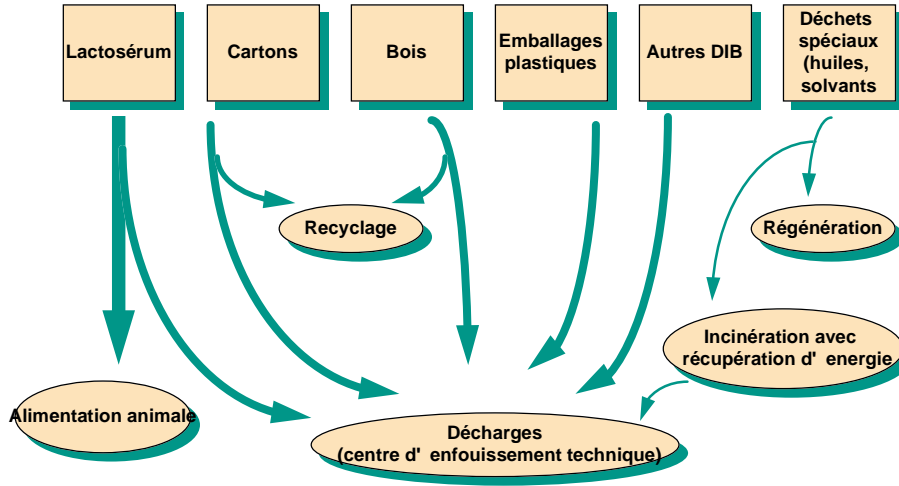 Lactosérum
Cartons
Bois
Emballages
plastiques
Autres DIB
Déchets
spéciaux
(huiles,
solvants
Recyclage
Régénération
Incinération avec
récupération d' energie
Alimentation animale
Décharges
(centre d' enfouissement technique)